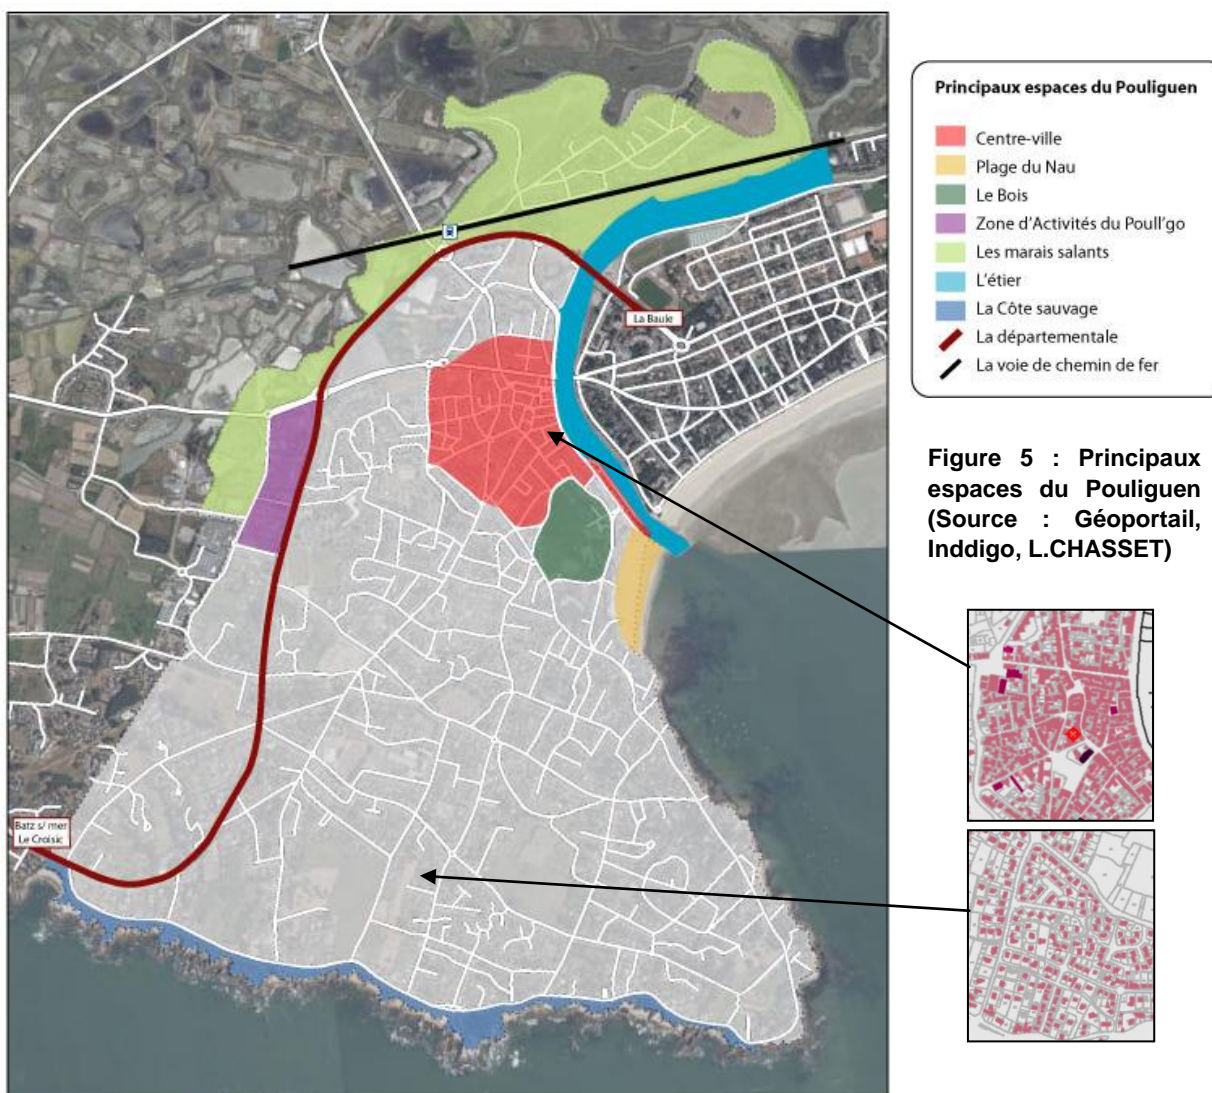 Principaux espaces du Pouliguen
Centre-ville
Plage du Nau
Le Bois
Zone d'Activités du Poull'go
Les marais salants
L'étier
La Côte sauvage
La départementale
La voie de chemin de fer
La Baule
Batz s/ mer
Le Croisic
Figure 5 : Principaux
espaces du Pouliguen
(Source : Géoportail,
Inddigo, L.CHASSET)